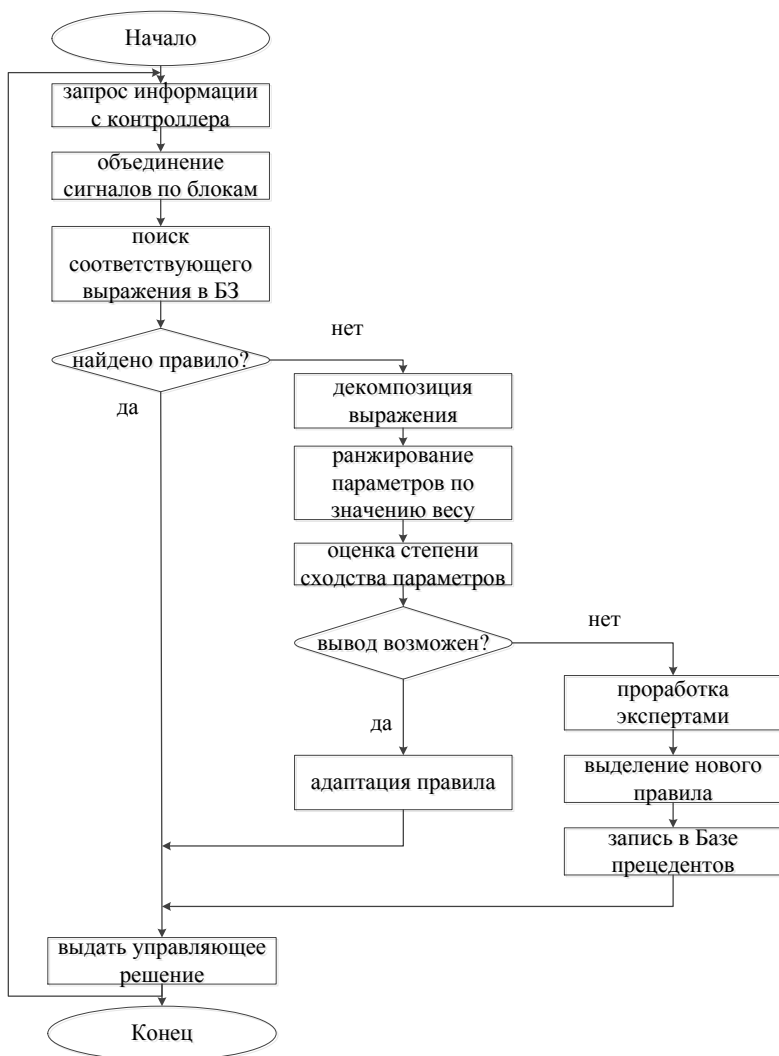 Начало
запрос информации
с контроллера
объединение
сигналов по блокам
поиск
соответствующего
выражения в БЗ
найдено правило?
нет
да
декомпозиция
выражения
ранжирование
параметров по
значению весу
оценка степени
сходства параметров
вывод возможен?
нет
да
проработка
экспертами
адаптация правила
выделение нового
правила
запись в Базе
прецедентов
выдать управляющее
решение
Конец